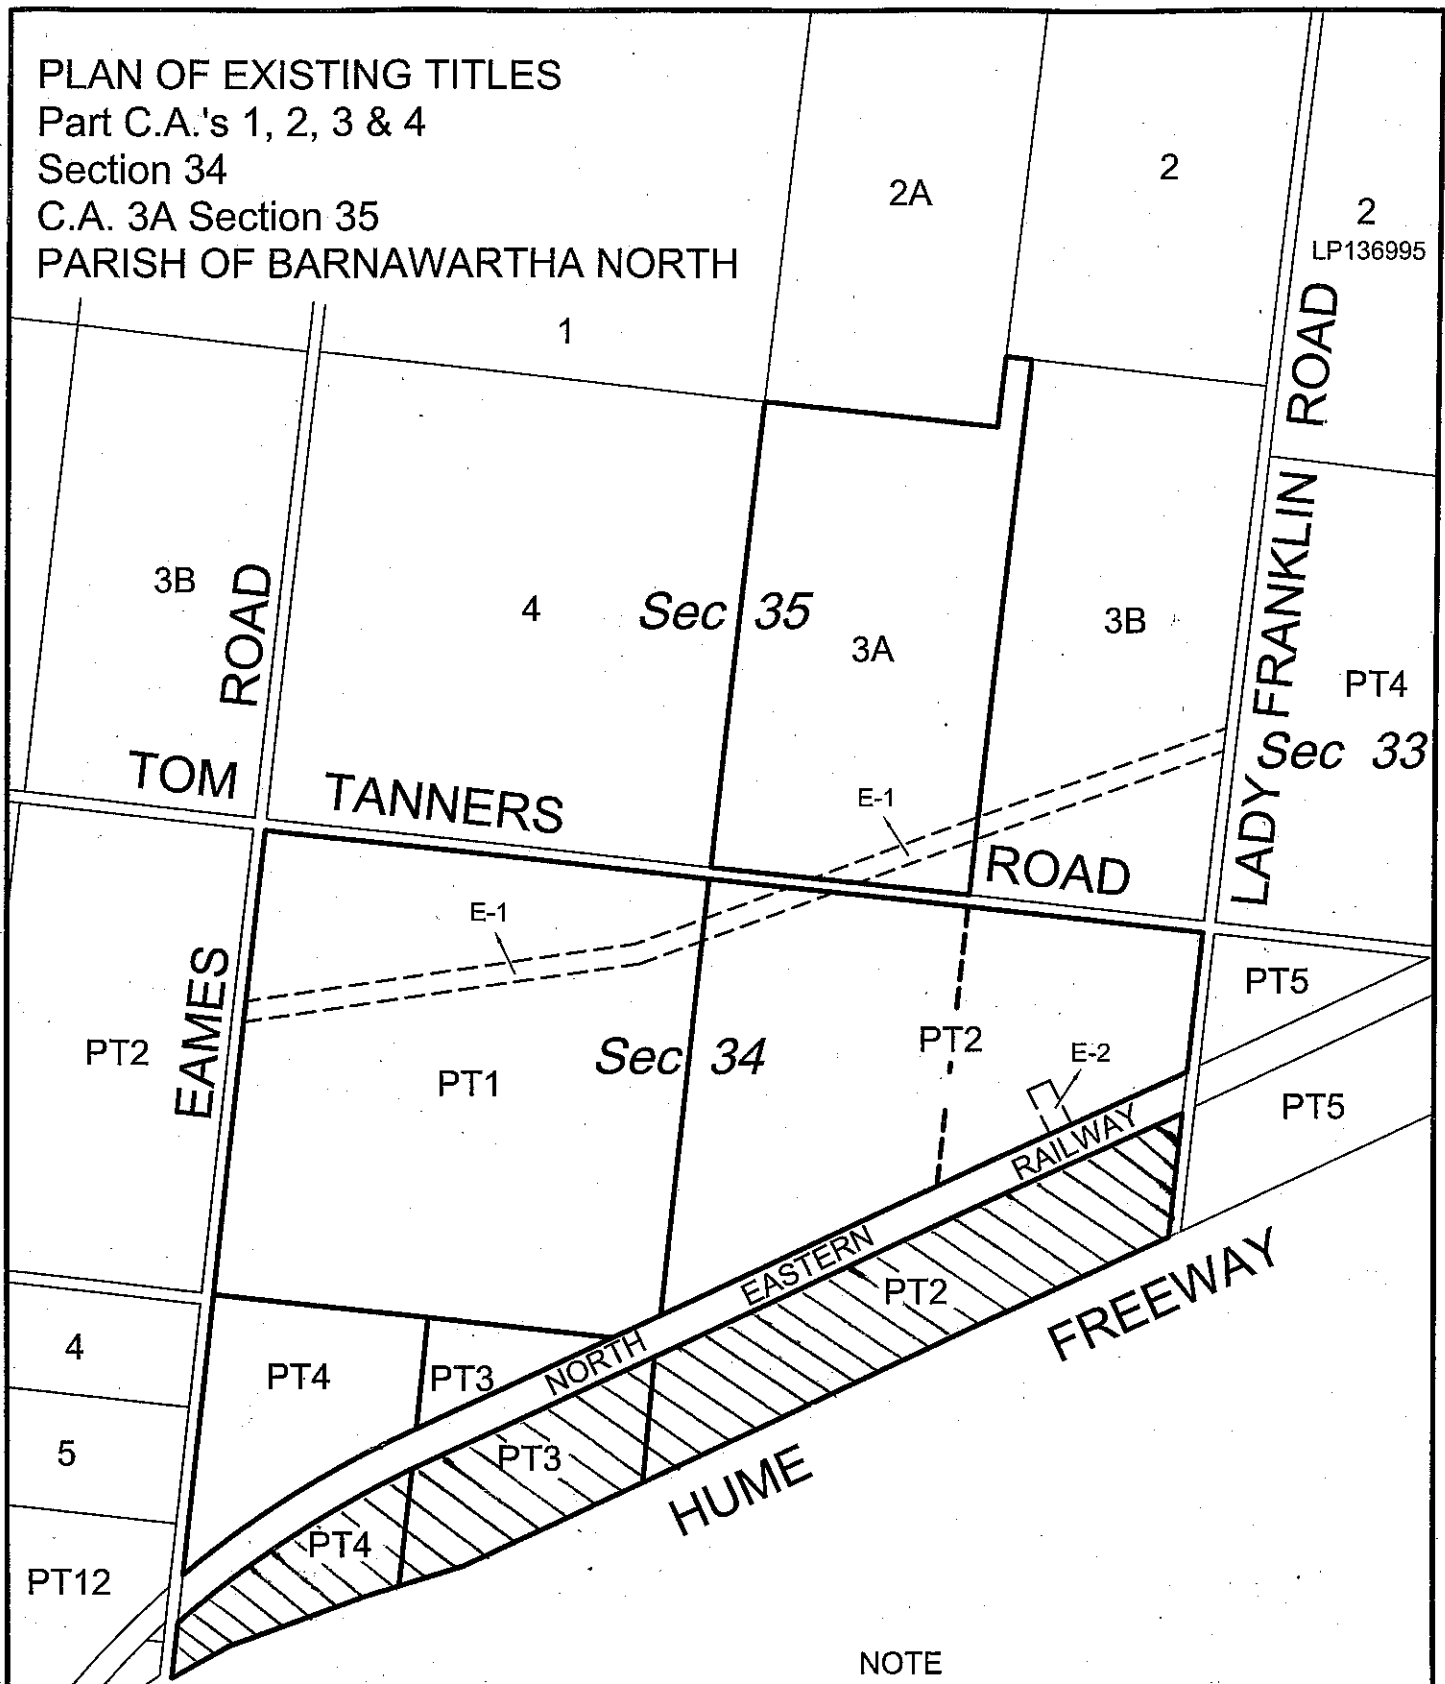 PLAN OF EXISTING TITLES
Part C.A.'s 1, 2, 3 & 4
Section 34
C.A. 3A Section 35
PARISH OF BARNAWARTHA NORTH
2A
2
2
LP136995
1
ROAD
3B
ROAD
4
Sec 35
3A
3B
LADY FRANKLIN
PT4
Sec 33
TOM
TANNERS
E-1
ROAD
E-1
EAMES
PT2
PT1
Sec 34
PT2
E-2
PT5
PT5
RAILWAY
EASTERN
NORTH
PT2
FREEWAY
4
PT4
PT3
5
PT3
HUME
PT4
PT12
NOTE